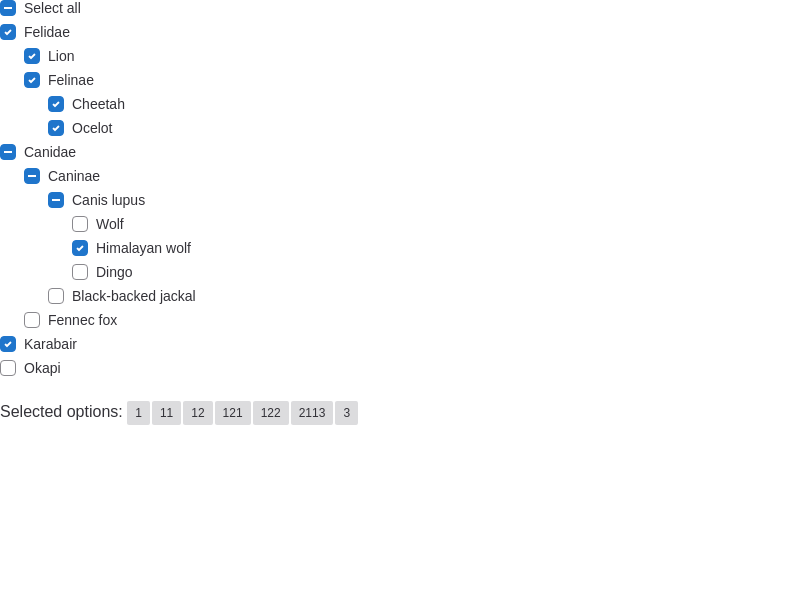 Select all
Felidae
Lion
Felinae
Cheetah
Ocelot
Canidae
Caninae
Canis lupus
Wolf
Himalayan wolf
Dingo
Black-backed jackal
Fennec fox
Karabair
Okapi
Selected options: 1 11 12 121 122 2113 3